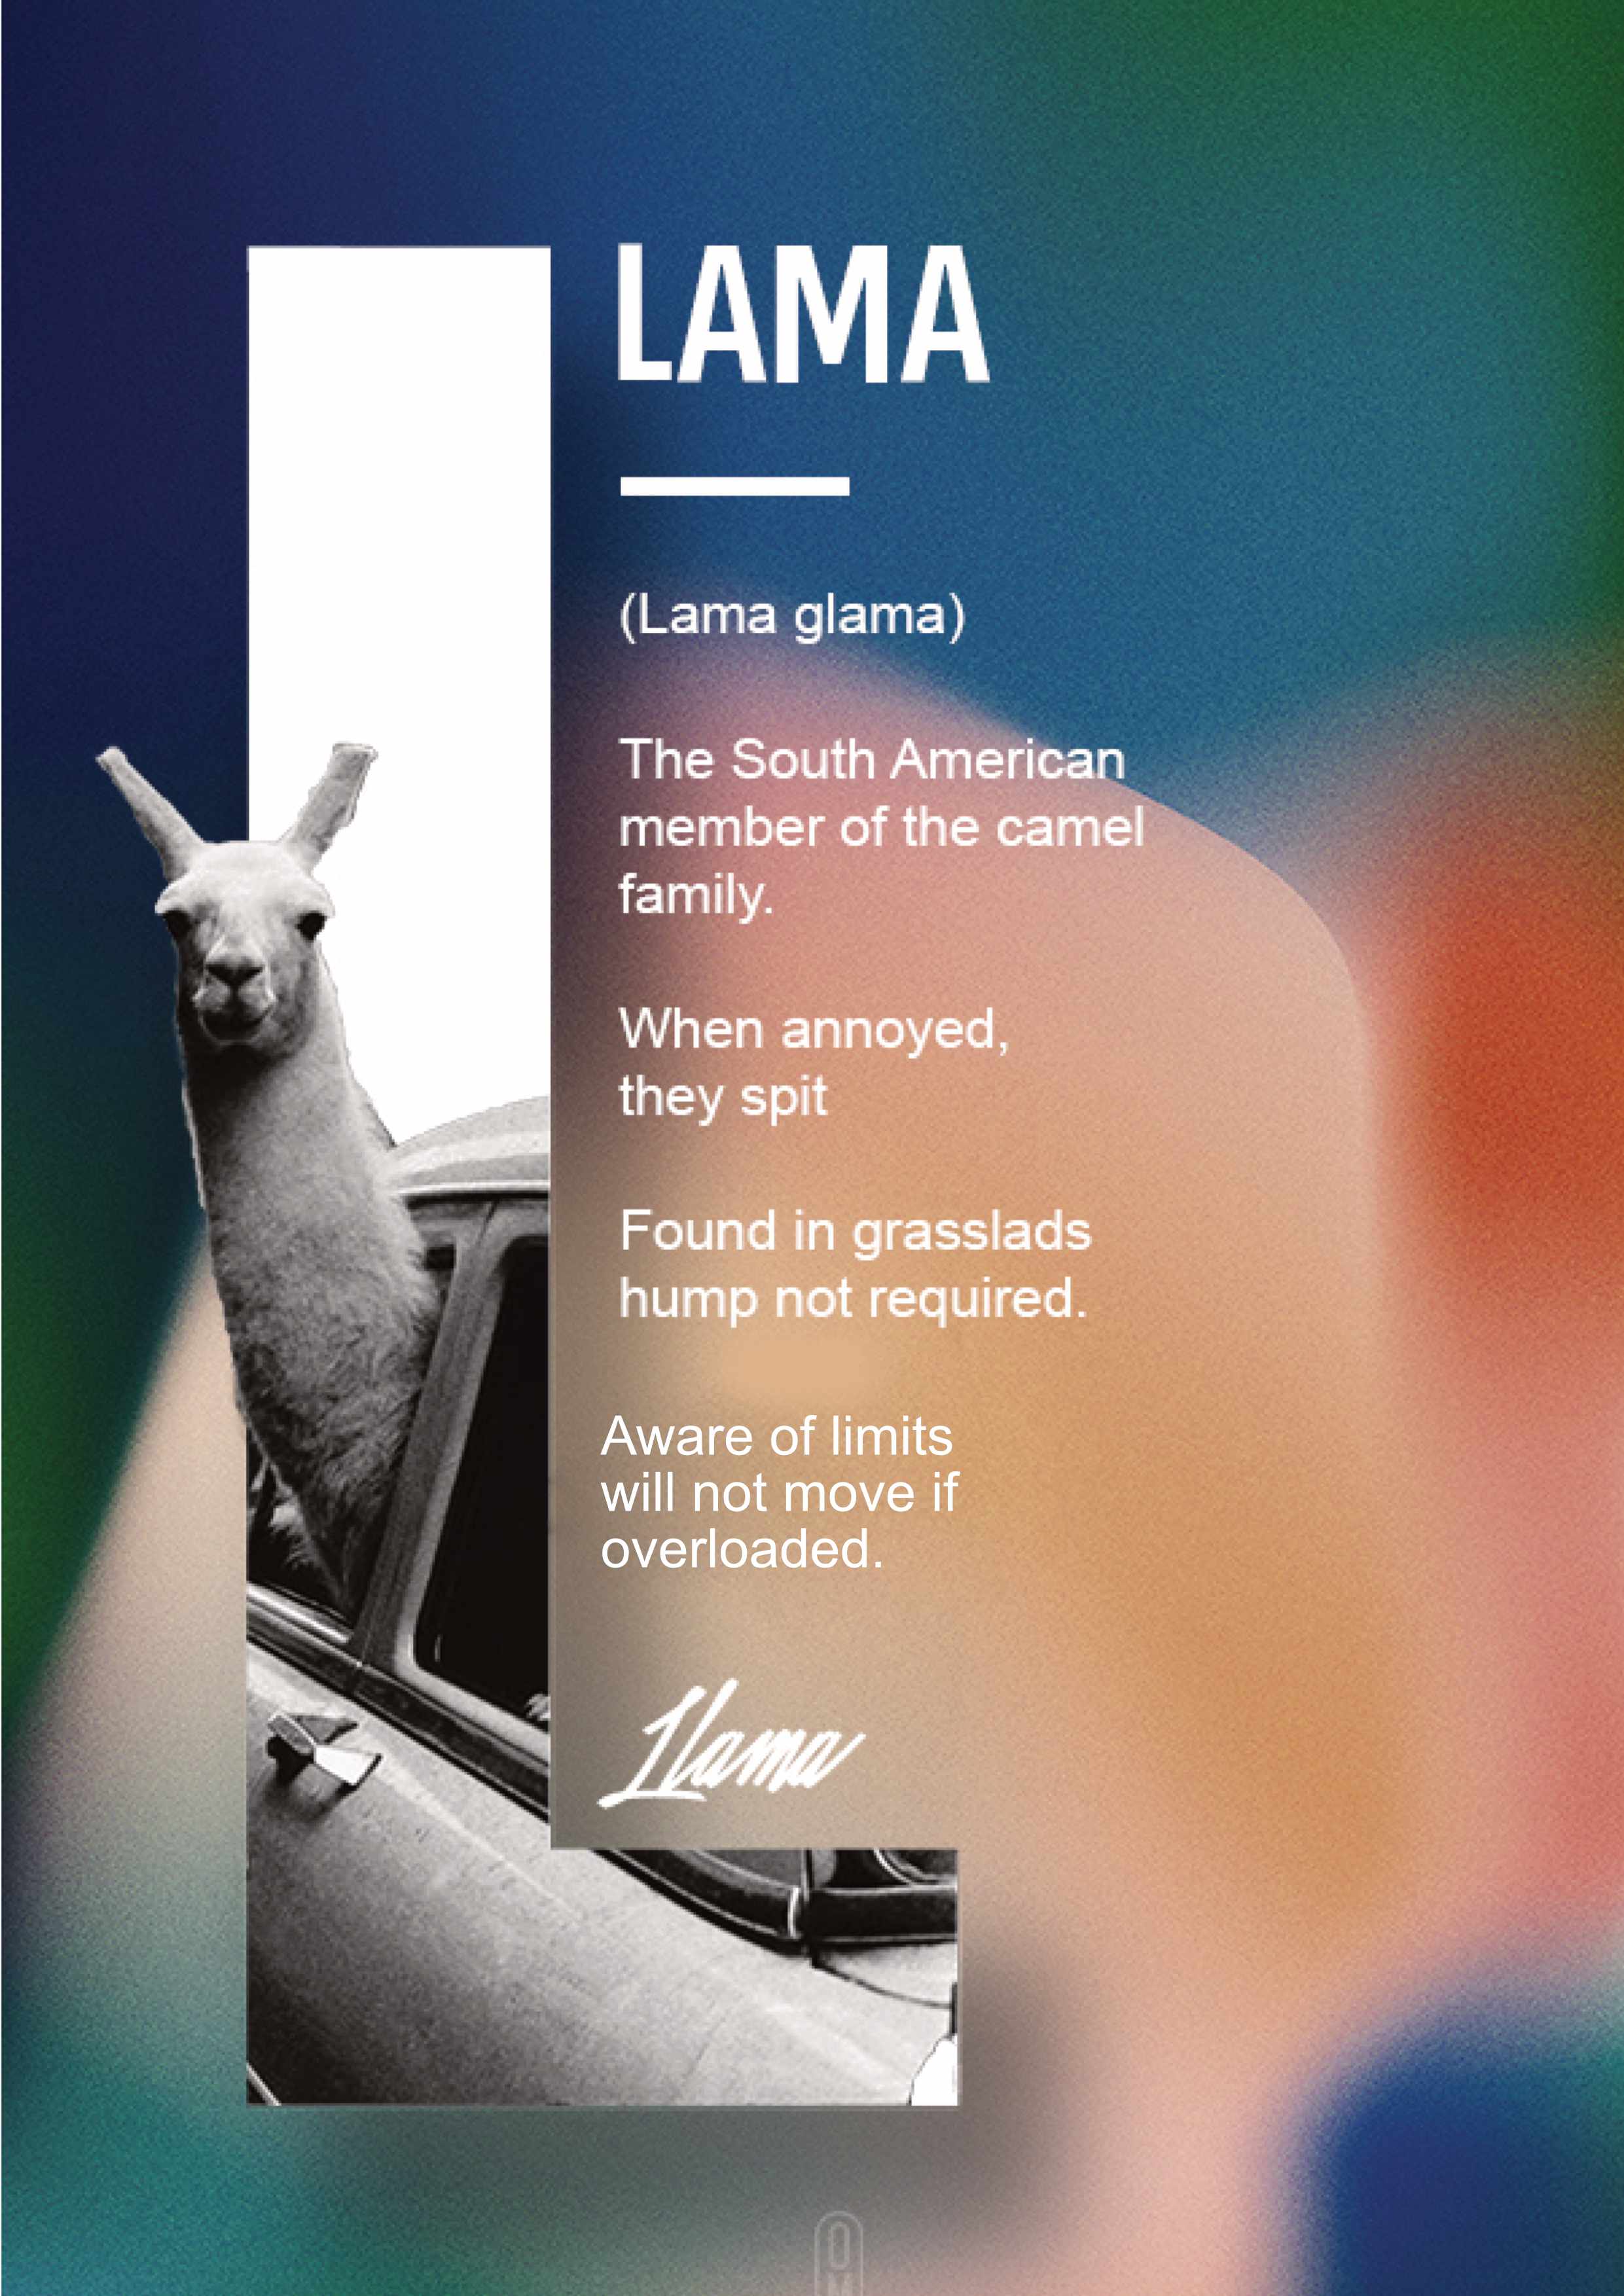 LAMA
(Lama glama)
The South American
member of the camel
family.
When annoyed,
they spit
Found in grasslads
hump not required.
Aware of limits
will not move if
overloaded.
Llama
OM